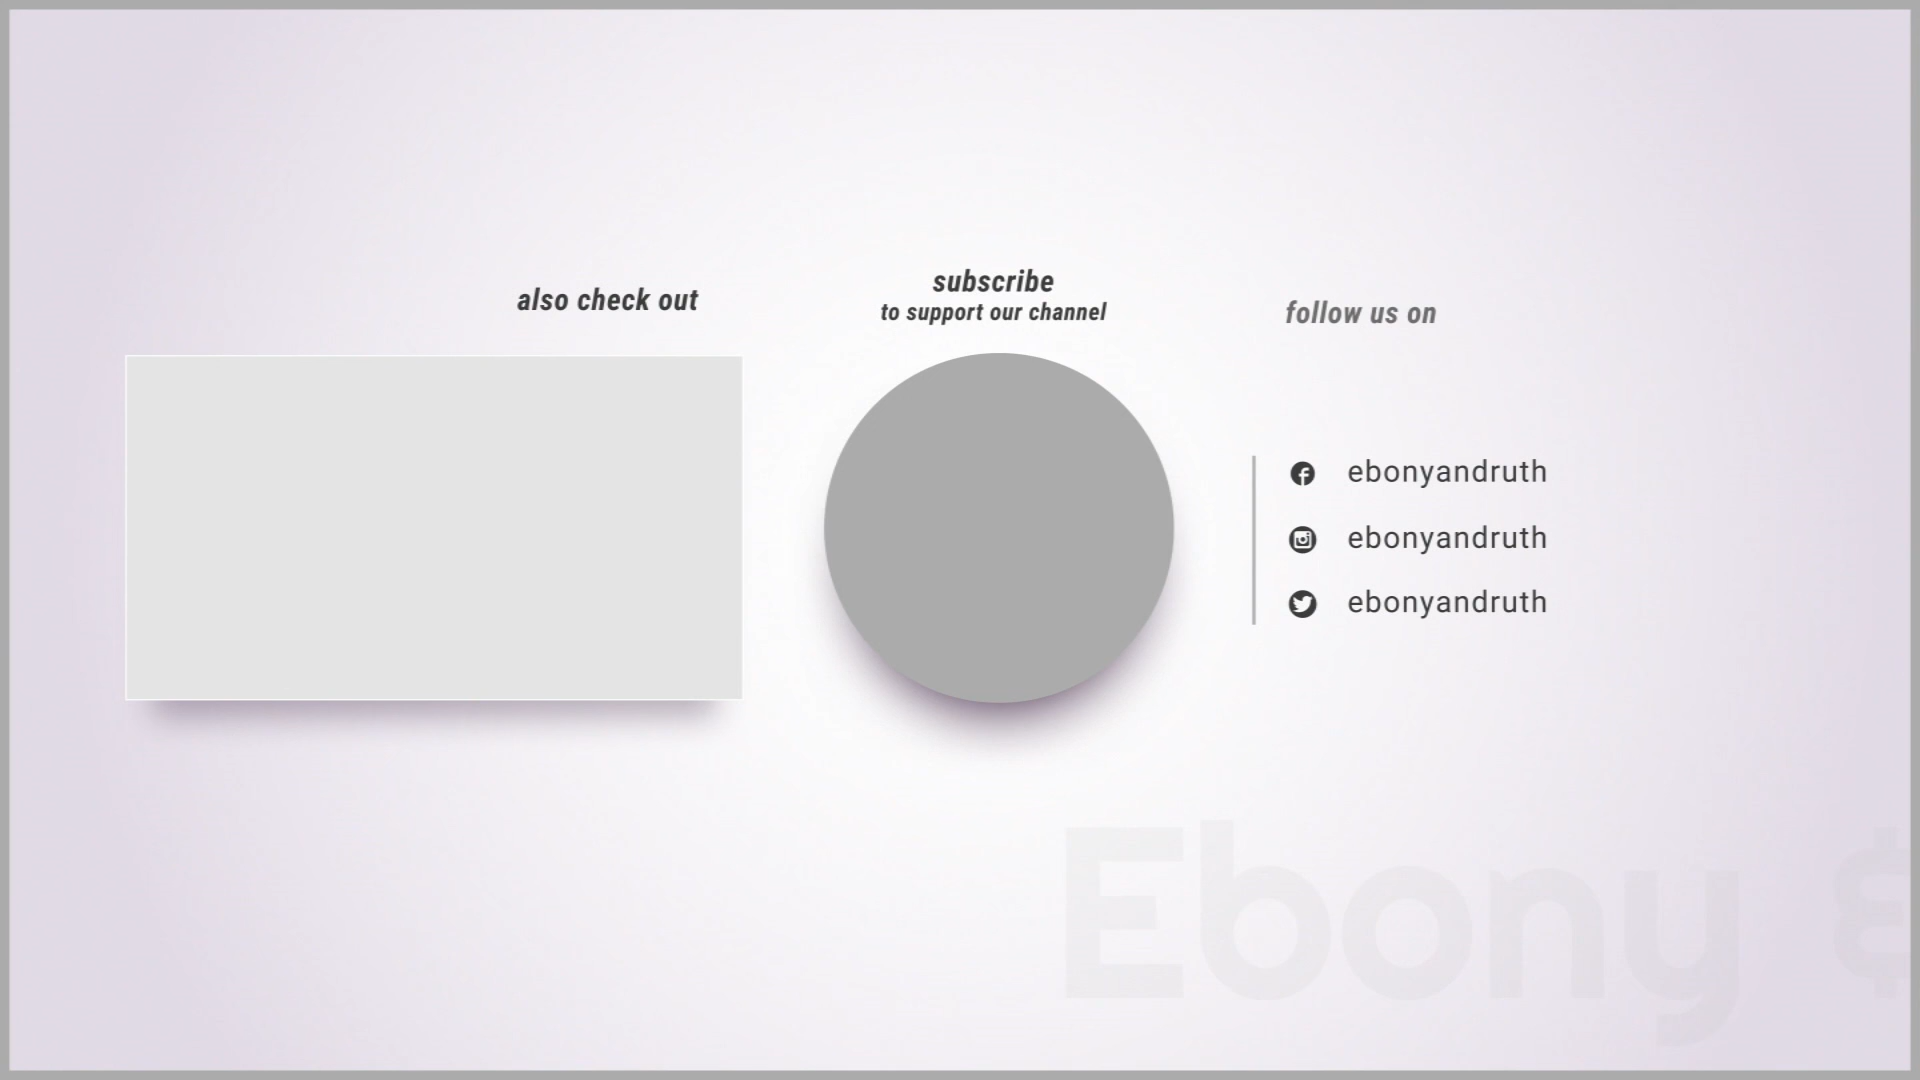 also check out
subscribe
to support our channel
follow us on
ebonyandruth
ebonyandruth
ebonyandruth
Ebony &